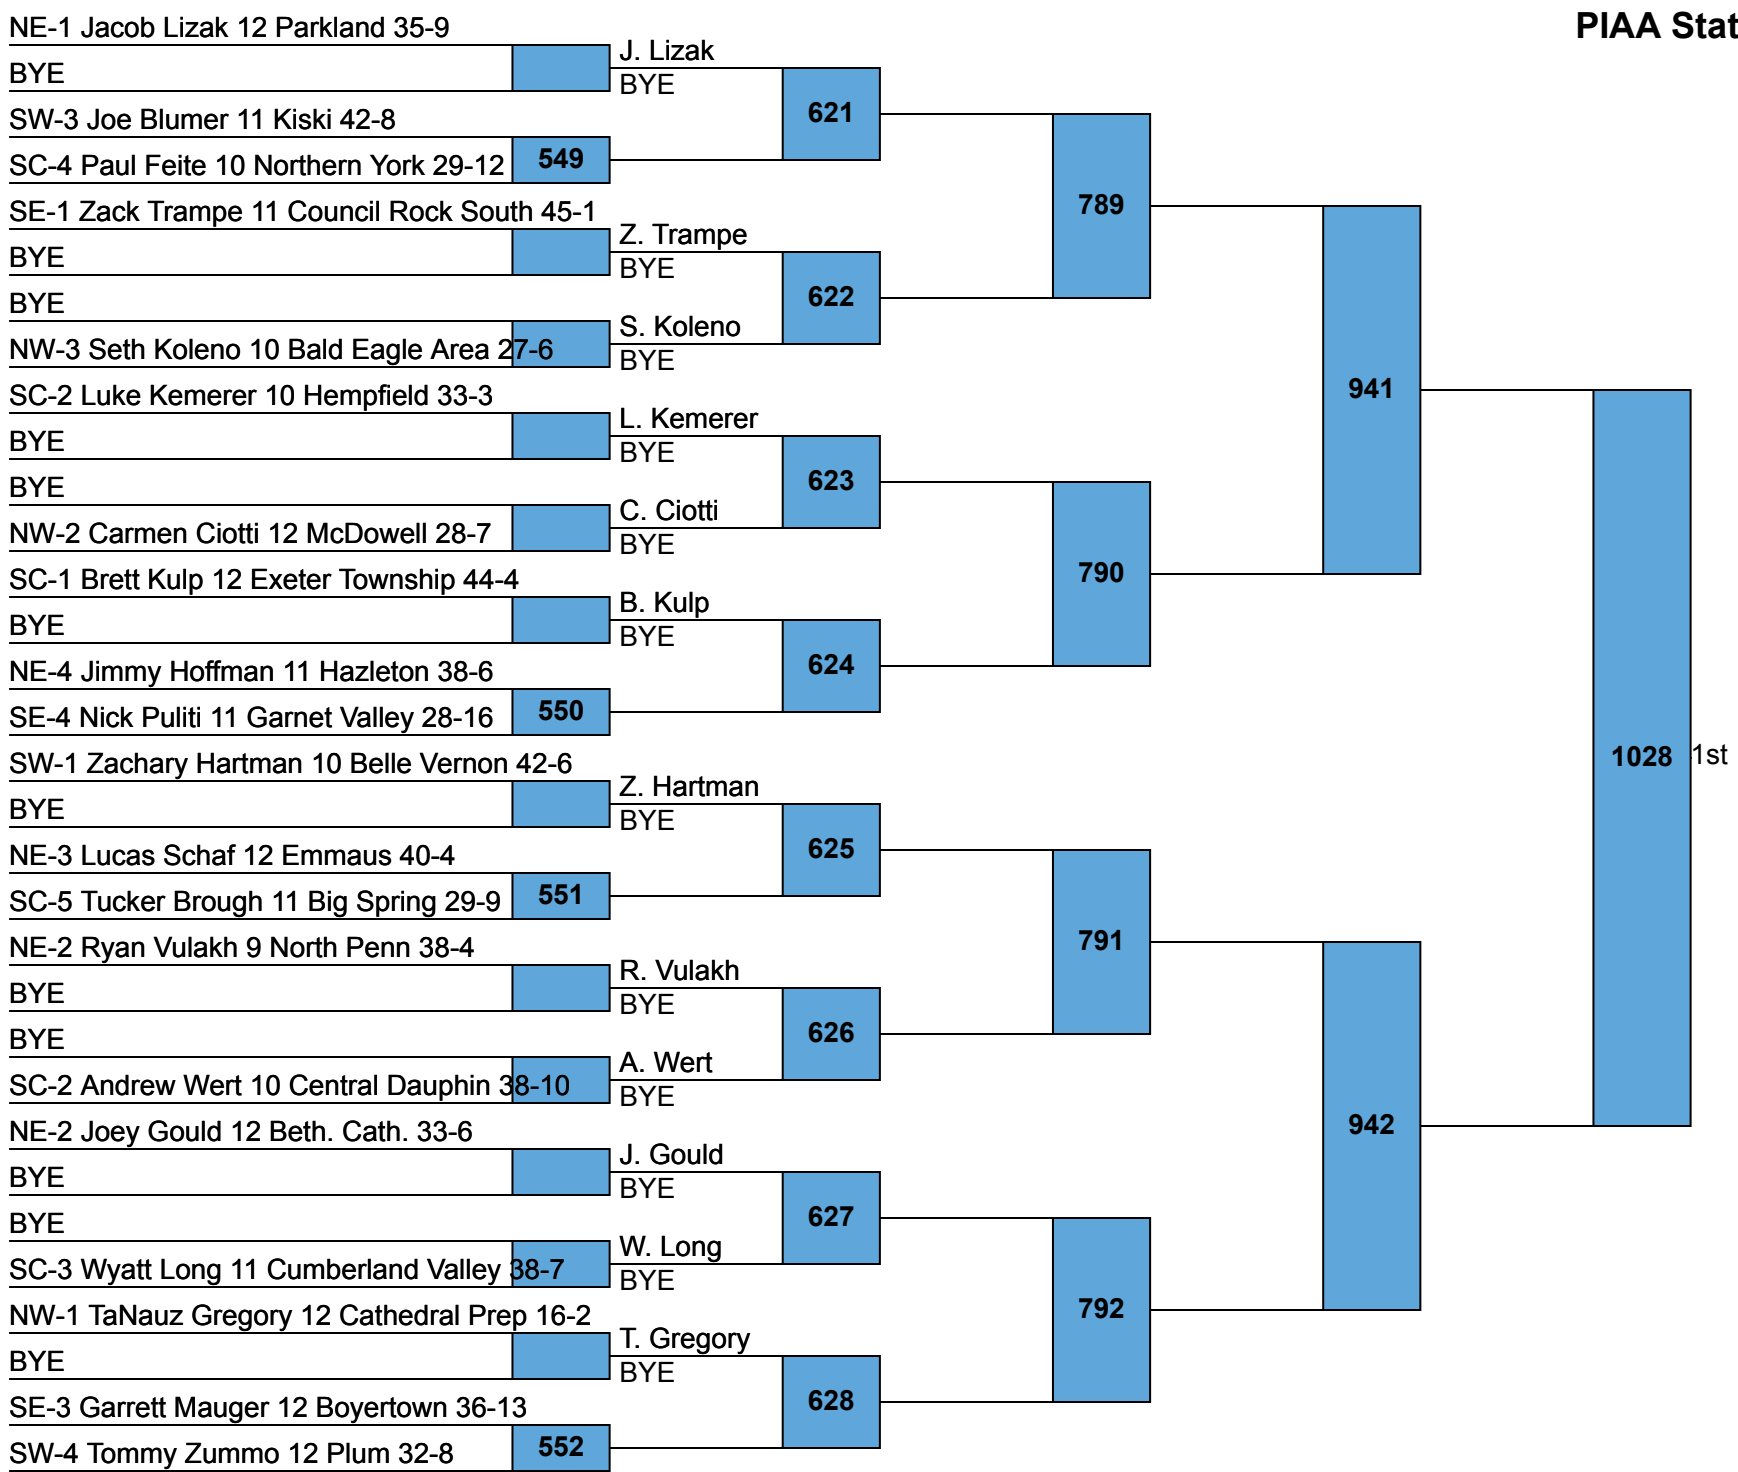 PIAA Stat
NE-1 Jacob Lizak 12 Parkland 35-9
BYE
SW-3 Joe Blumer 11 Kiski 42-8
SC-4 Paul Feite 10 Northern York 29-12
549
SE-1 Zack Trampe 11 Council Rock South 45-1
BYE
BYE
NW-3 Seth Koleno 10 Bald Eagle Area 27-6
SC-2 Luke Kemerer 10 Hempfield 33-3
BYE
BYE
NW-2 Carmen Ciotti 12 McDowell 28-7
SC-1 Brett Kulp 12 Exeter Township 44-4
BYE
NE-4 Jimmy Hoffman 11 Hazleton 38-6
SE-4 Nick Puliti 11 Garnet Valley 28-16
550
SW-1 Zachary Hartman 10 Belle Vernon 42-6
BYE
NE-3 Lucas Schaf 12 Emmaus 40-4
SC-5 Tucker Brough 11 Big Spring 29-9
551
NE-2 Ryan Vulakh 9 North Penn 38-4
BYE
BYE
SC-2 Andrew Wert 10 Central Dauphin 38-10
NE-2 Joey Gould 12 Beth. Cath. 33-6
BYE
BYE
SC-3 Wyatt Long 11 Cumberland Valley 38-7
NW-1 TaNauz Gregory 12 Cathedral Prep 16-2
BYE
SE-3 Garrett Mauger 12 Boyertown 36-13
SW-4 Tommy Zummo 12 Plum 32-8
552
J. Lizak
BYE
621
Z. Trampe
BYE
622
S. Koleno
BYE
L. Kemerer
BYE
623
C. Ciotti
BYE
B. Kulp
BYE
624
Z. Hartman
BYE
625
R. Vulakh
BYE
626
A. Wert
BYE
J. Gould
BYE
627
W. Long
BYE
T. Gregory
BYE
628
789
790
791
792
941
942
1028
1st